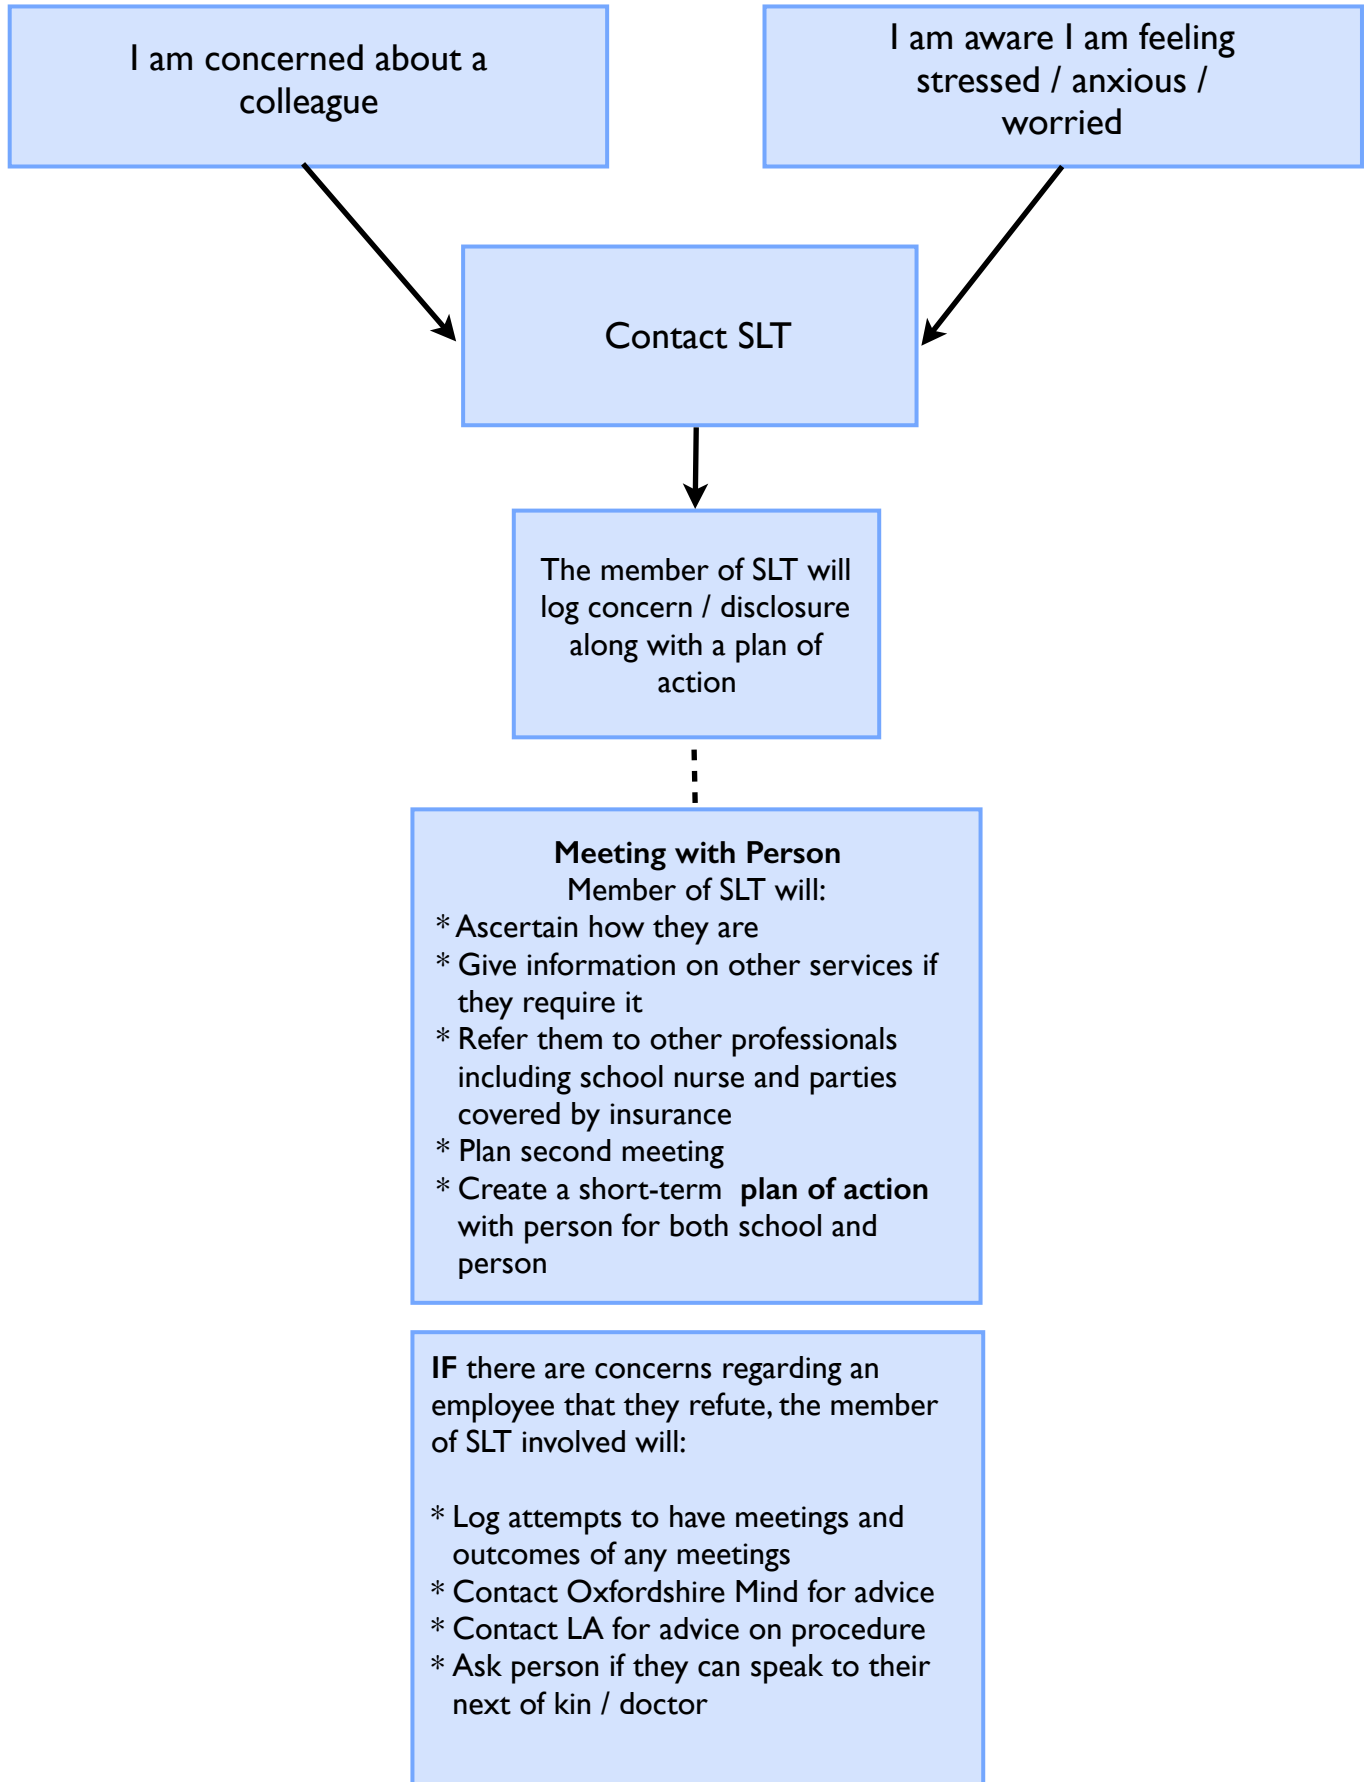 I am concerned about a
colleague
I am aware I am feeling
stressed / anxious /
worried
Contact SLT
The member of SLT will
log concern / disclosure
along with a plan of
action
Meeting with Person
Member of SLT will:
* Ascertain how they are
* Give information on other services if
they require it
* Refer them to other professionals
including school nurse and parties
covered by insurance
* Plan second meeting
* Create a short-term plan of action
with person for both school and
person
IF there are concerns regarding an
employee that they refute, the member
of SLT involved will:
* Log attempts to have meetings and
outcomes of any meetings
* Contact Oxfordshire Mind for advice
* Contact LA for advice on procedure
* Ask person if they can speak to their
next of kin / doctor